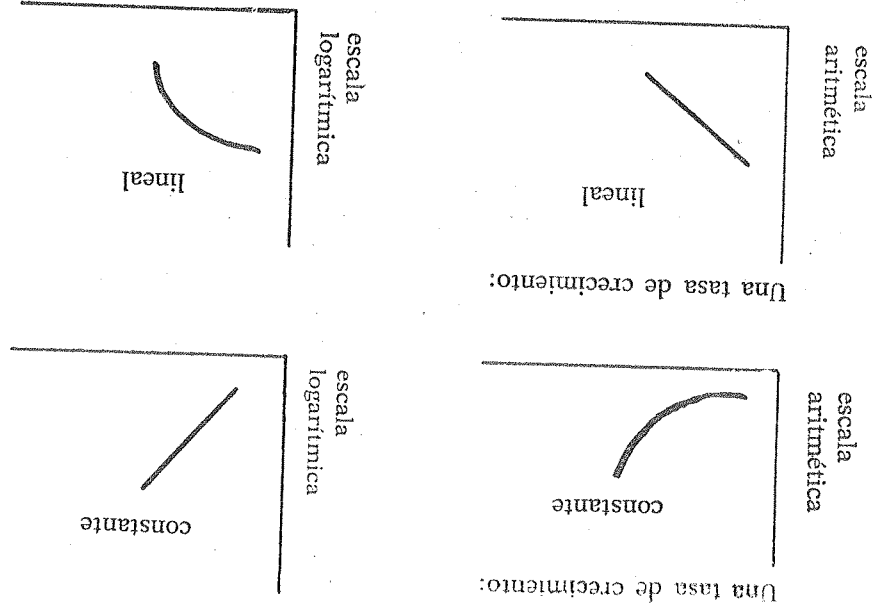 Una tasa de crecimiento:
constante
escala
aritmética
constante
escala
logarítmica
Una tasa de crecimiento:
lineal
escala
aritmética
lineal
escala
logarítmica